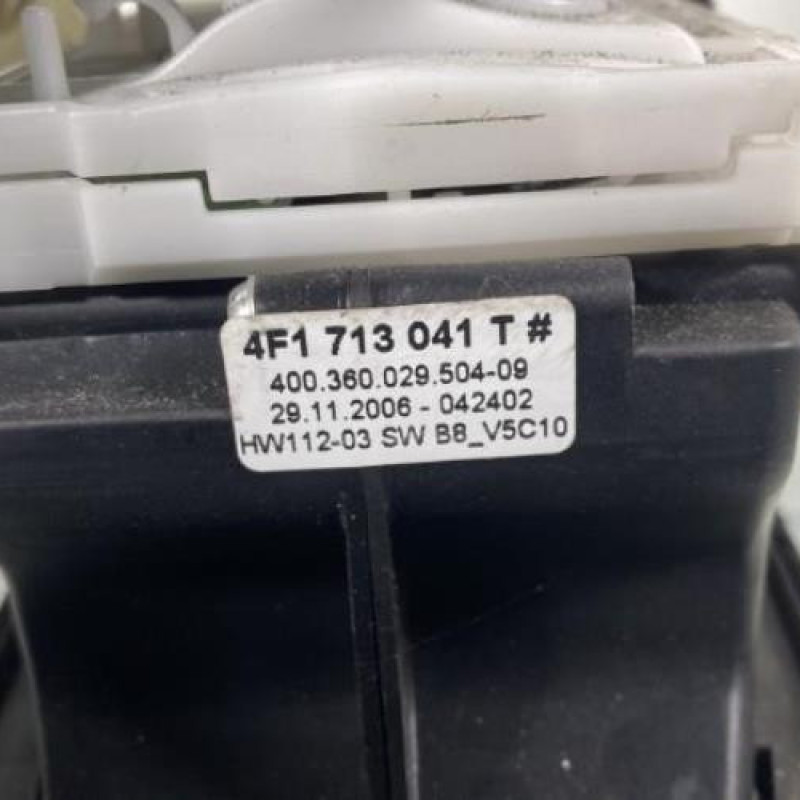 4F1 713 041 T #
400.360.029.504-09
29.11.2006 - 042402
HW112-03 SW B8_V5C10